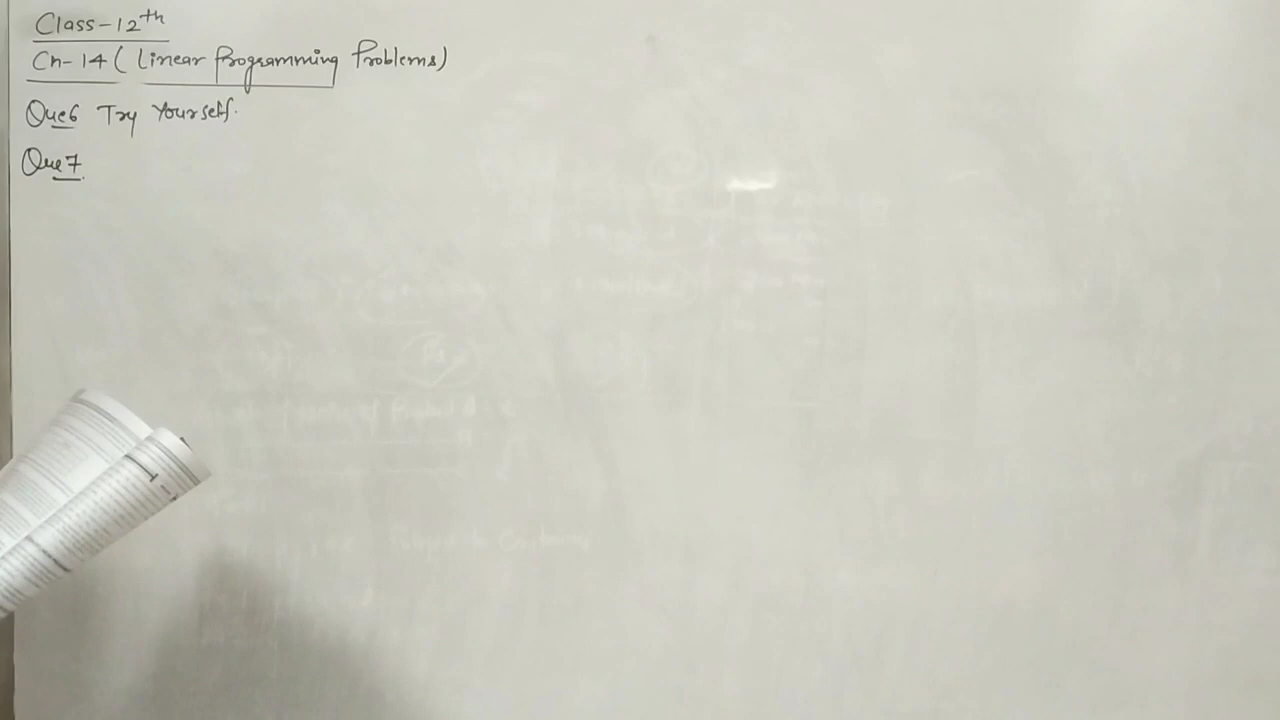 Class-12th
Ch-14 (Linear Programming Problems)
Que6 Try Yourself.
Que7.